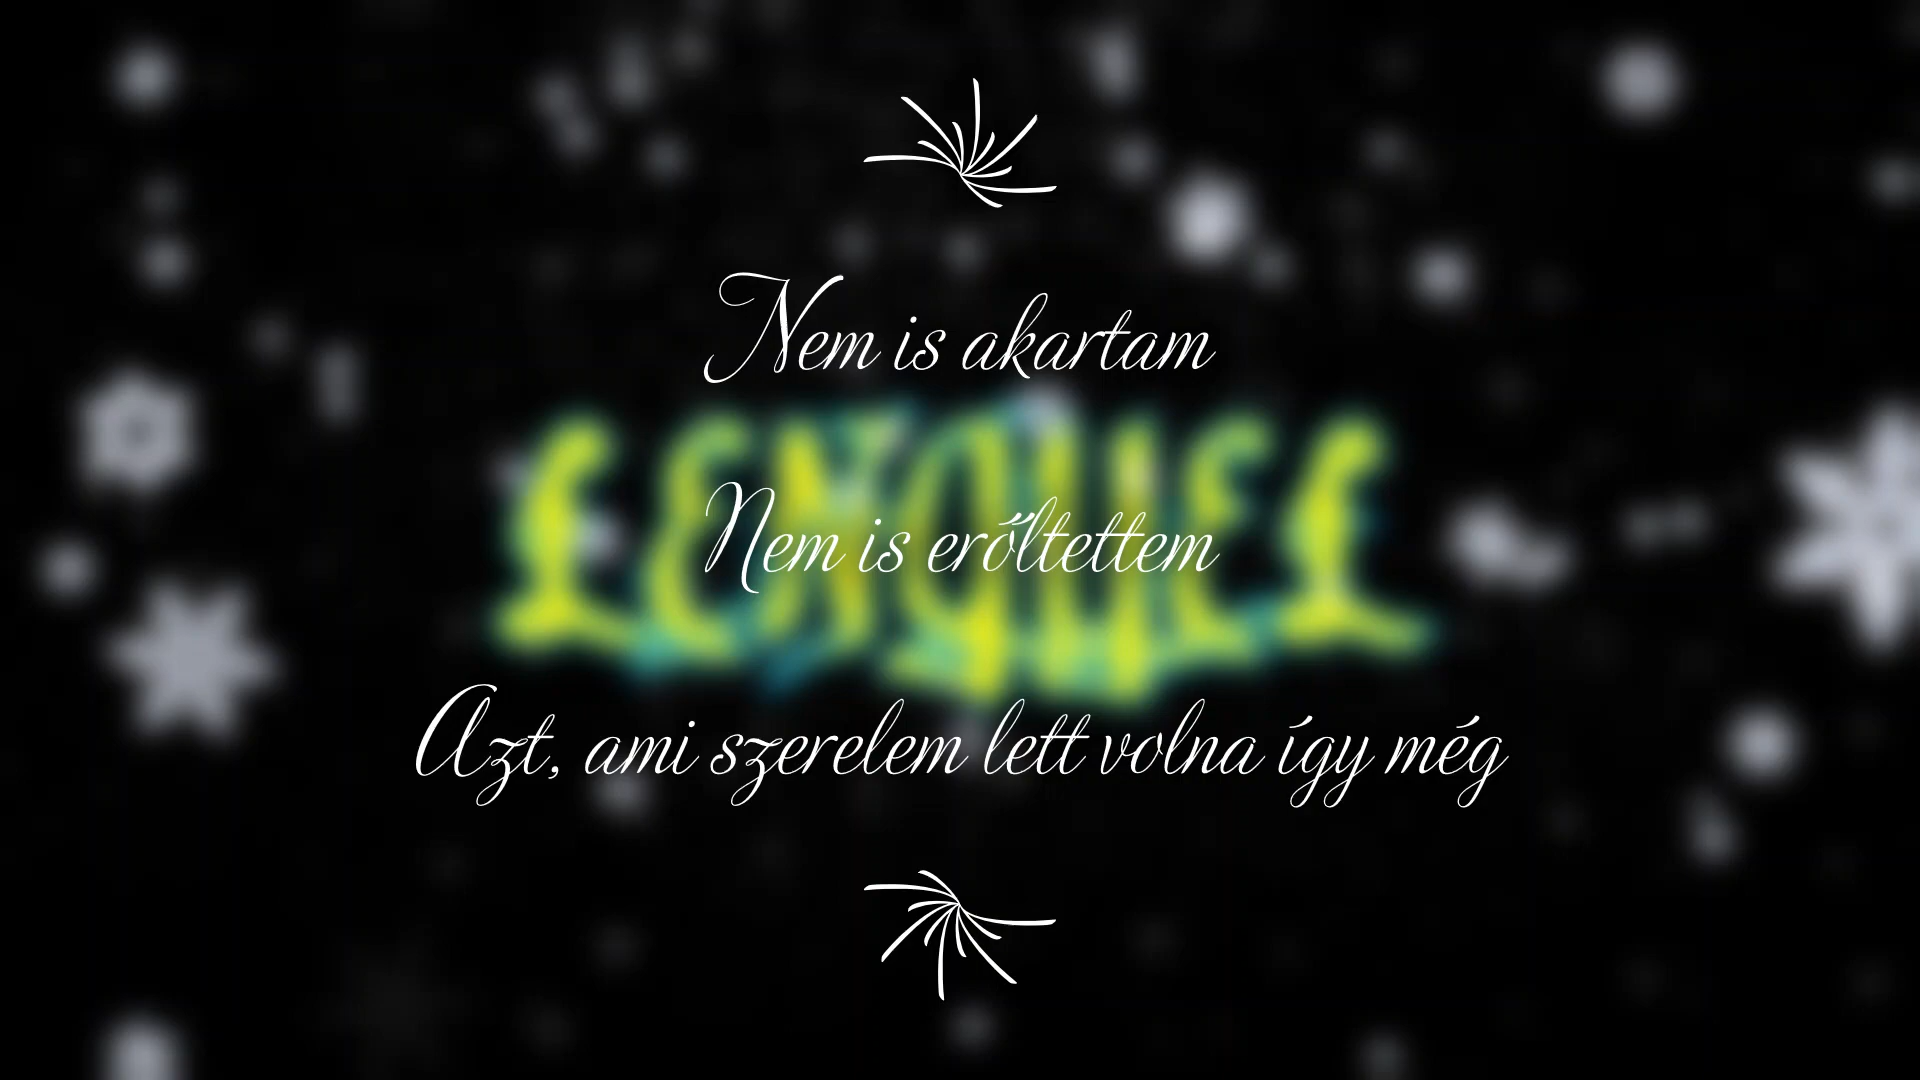 Nem is akartam
Nem is erőltettem
Azt, ami szerelem lett volna így még